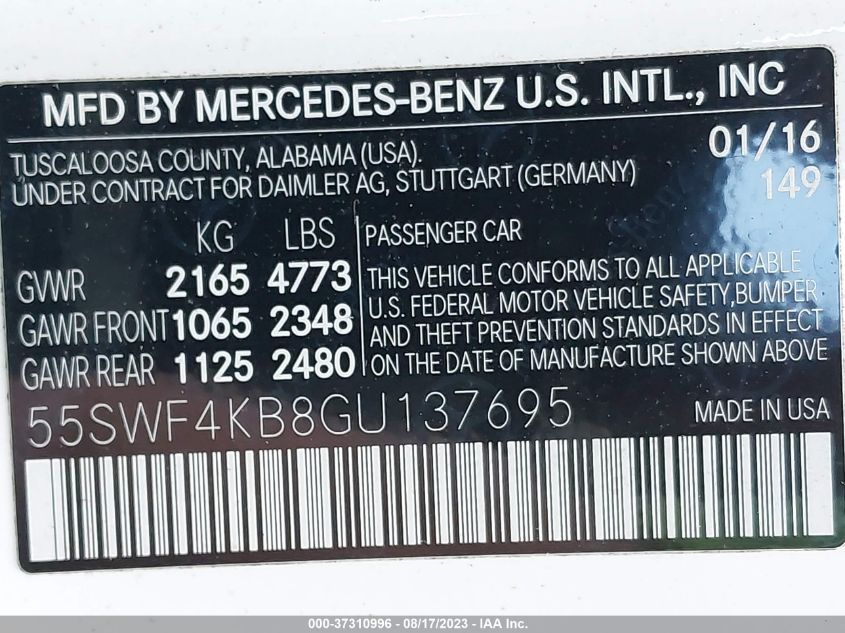 MFD BY MERCEDES-BENZ U.S. INTL., INC
TUSCALOOSA COUNTY, ALABAMA (USA).
01/16
UNDER CONTRACT FOR DAIMLER AG, STUTTGART (GERMANY)
149
KG LBS
PASSENGER CAR
GVWR 2165 4773
GAWR FRONT 1065 2348
GAWR REAR 1125 2480
THIS VEHICLE CONFORMS TO ALL APPLICABLE
U.S. FEDERAL MOTOR VEHICLE SAFETY, BUMPER
AND THEFT PREVENTION STANDARDS IN EFFECT
ON THE DATE OF MANUFACTURE SHOWN ABOVE
55SWF4KB8GU137695
MADE IN USA
000-37310996 - 08/17/2023 - IAA Inc.